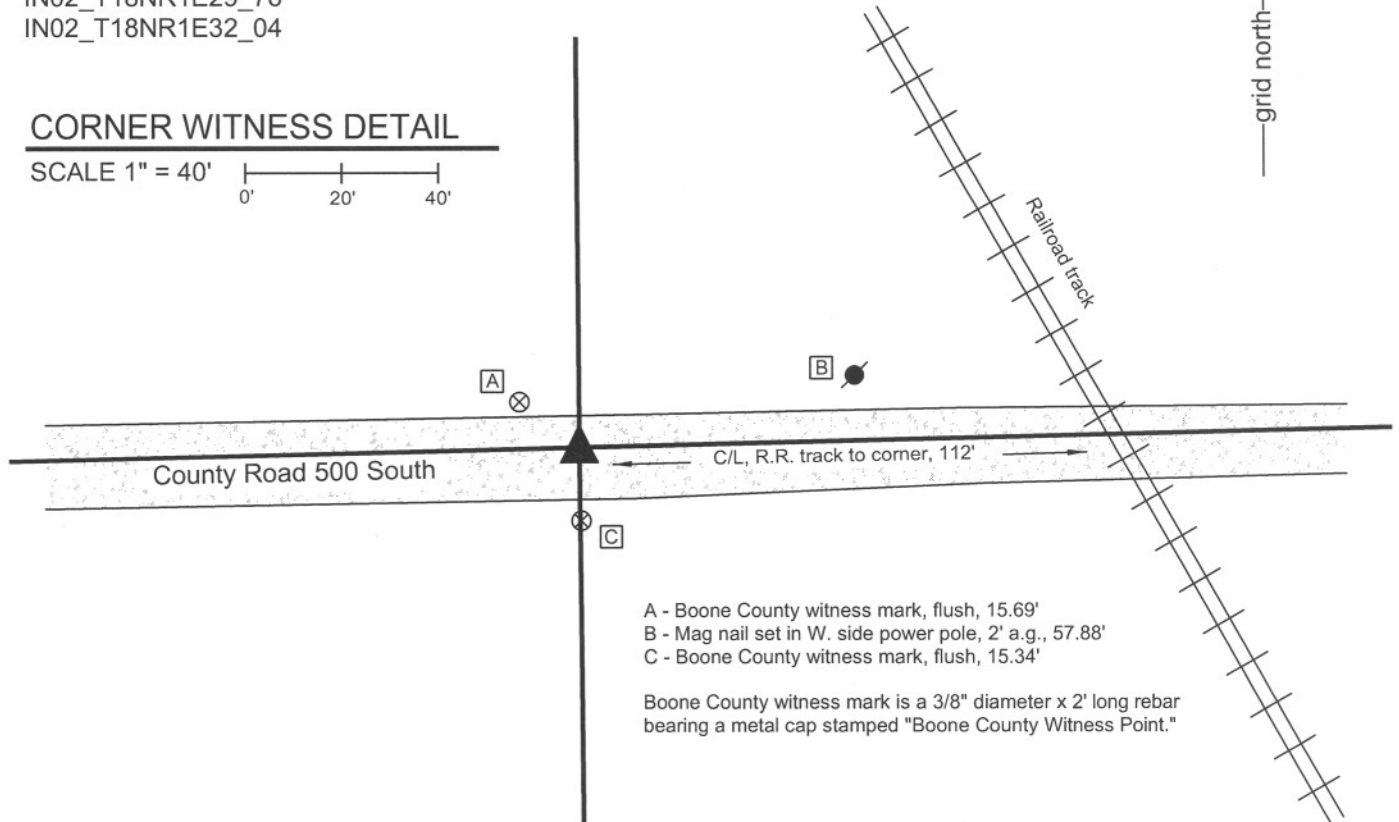 IN02_T18NR1E32_04
CORNER WITNESS DETAIL
SCALE 1" = 40'
0' 20' 40'
grid north
Railroad track
A
B
C/L, R.R. track to corner, 112'
County Road 500 South
C
A - Boone County witness mark, flush, 15.69'
B - Mag nail set in W. side power pole, 2' a.g., 57.88'
C - Boone County witness mark, flush, 15.34'
Boone County witness mark is a 3/8" diameter x 2' long rebar
bearing a metal cap stamped "Boone County Witness Point."